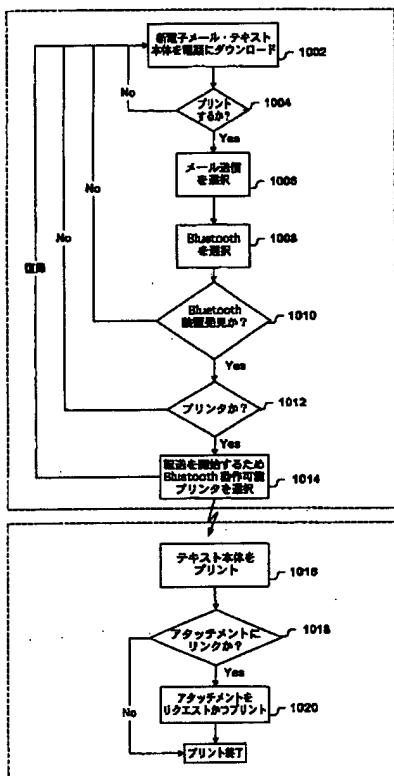 新電子メール・テキスト
本体を電話にダウンロード
1002
No
プリント
するか?
1004
Yes
メール送信
を選択
1006
No
Bluetooth
を選択
1008
No
Bluetooth
装置発見か?
1010
Yes
プリンタか?
1012
Yes
転送を開始するため
Bluetooth 動作可能
プリンタを選択
1014
テキスト本体を
プリント
1016
アタッチメントに
リンクか?
1018
Yes
アタッチメントを
リクエストかつプリント
1020
No
プリント終了